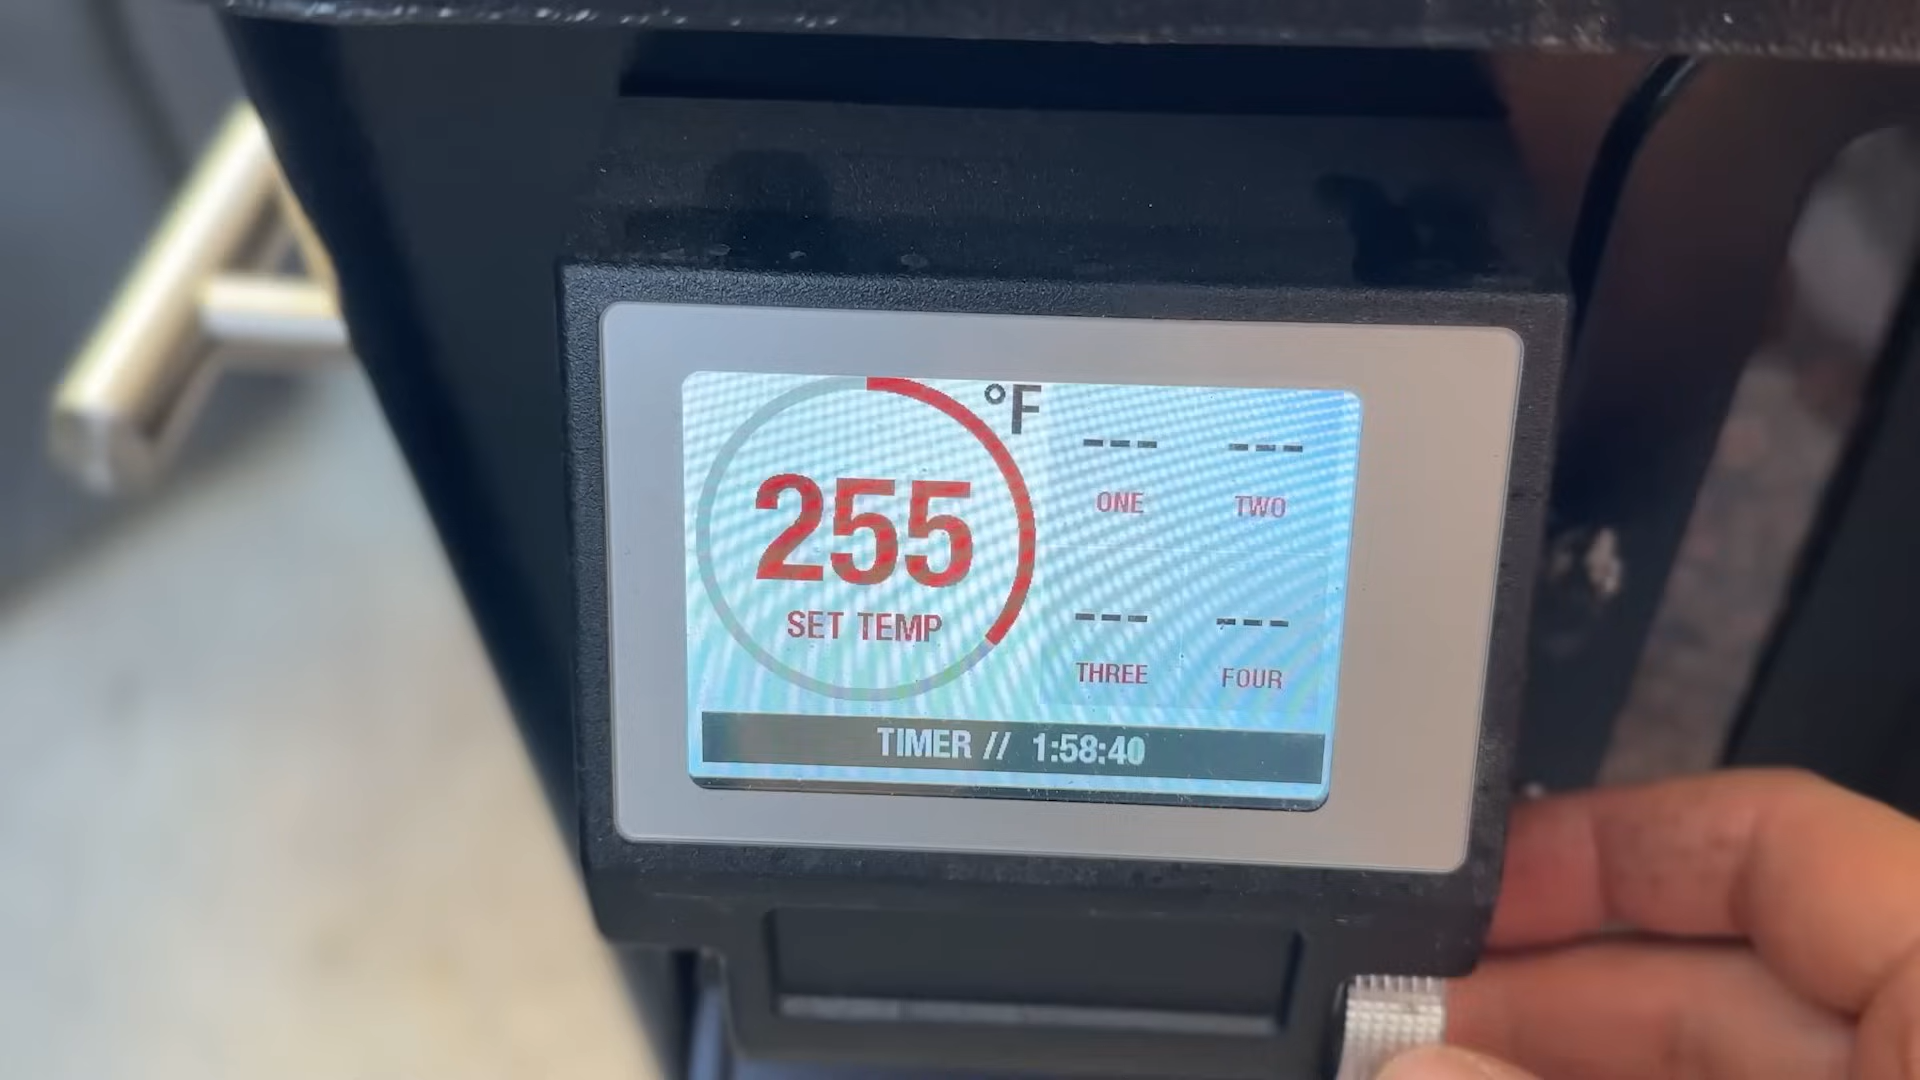 °F
255
SET TEMP
--- ---
ONE TWO
--- ---
THREE FOUR
TIMER // 1:58:40